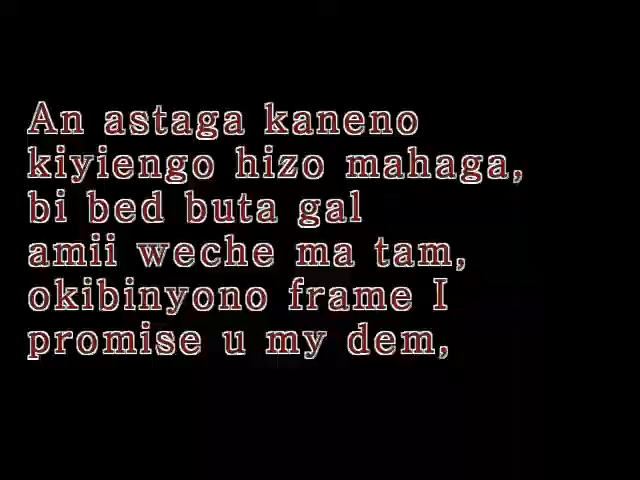 An astaga kaneno
kiyiengo hizo mahaga,
bi bed buta gal
amii weche ma tam,
okibinyono frame I
promise u my dem,